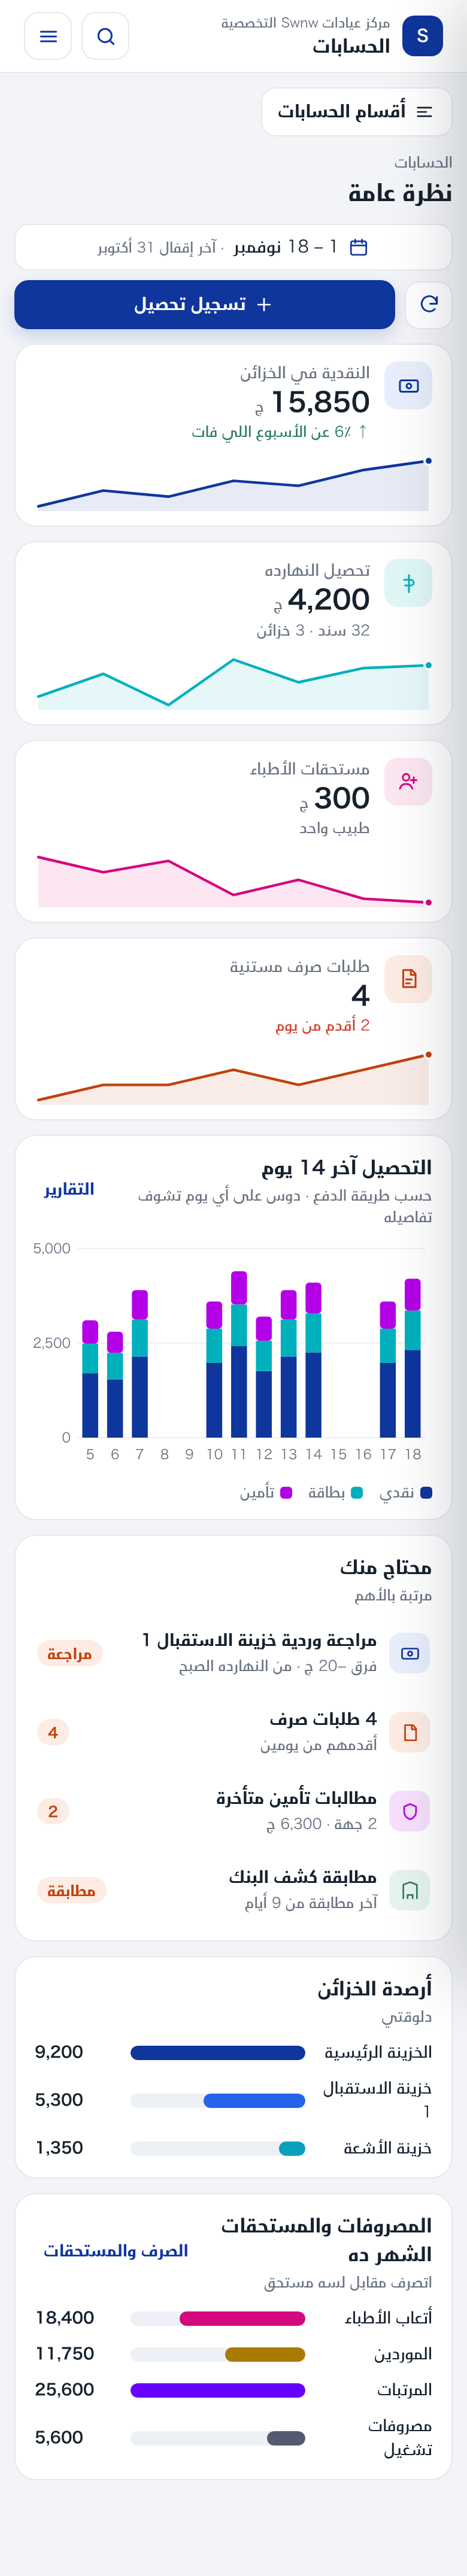 S
مركز عيادات Swnw التخصصية
الحسابات
أقسام الحسابات
الحسابات
نظرة عامة
1 – 18 نوفمبر · آخر إقفال 31 أكتوبر
تسجيل تحصيل
النقدية في الخزائن
15,850 ج
↑ 6٪ عن الأسبوع اللي فات
تحصيل النهارده
4,200 ج
32 سند · 3 خزائن
مستحقات الأطباء
300 ج
طبيب واحد
طلبات صرف مستنية
4
2 أقدم من يوم
التحصيل آخر 14 يوم
التقارير
حسب طريقة الدفع · دوس على أي يوم تشوف
تفاصيله
5,000
2,500
0
5 6 7 8 9 10 11 12 13 14 15 16 17 18
نقدي بطاقة تأمين
محتاج منك
مرتبة بالأهم
مراجعة وردية خزينة الاستقبال 1
مراجعة
فرق –20 ج · من النهارده الصبح
4 طلبات صرف
4
أقدمهم من يومين
مطالبات تأمين متأخرة
2
2 جهة · 6,300 ج
مطابقة كشف البنك
مطابقة
آخر مطابقة من 9 أيام
أرصدة الخزائن
دلوقتي
الخزينة الرئيسية 9,200
خزينة الاستقبال
1
5,300
خزينة الأشعة 1,350
المصروفات والمستحقات
الشهر ده
الصرف والمستحقات
اتصرف مقابل لسه مستحق
أتعاب الأطباء 18,400
الموردين 11,750
المرتبات 25,600
مصروفات
تشغيل
5,600